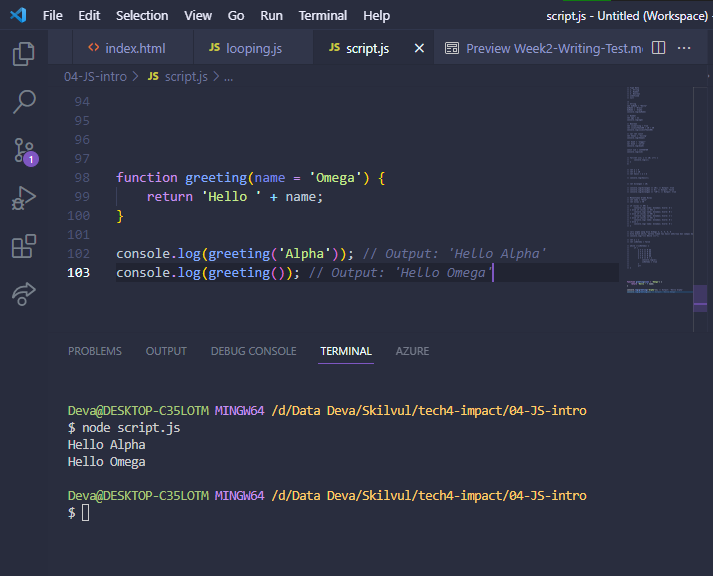 File Edit Selection View Go Run Terminal Help script.js - Untitled (Workspace)
<> index.html JS looping.js JS script.js × Preview Week2-Writing-Test.m ···
1
04-JS-intro > JS script.js > ...
94
95
96
97
98 function greeting(name = 'Omega') {
99 return 'Hello ' + name;
100 }
101
102 console.log(greeting('Alpha')); // Output: 'Hello Alpha'
103 console.log(greeting()); // Output: 'Hello Omega'
PROBLEMS OUTPUT DEBUG CONSOLE TERMINAL AZURE
Deva@DESKTOP-C35LOTM MINGW64 /d/Data Deva/Skilvul/tech4-impact/04-JS-intro
$ node script.js
Hello Alpha
Hello Omega
Deva@DESKTOP-C35LOTM MINGW64 /d/Data Deva/Skilvul/tech4-impact/04-JS-intro
$